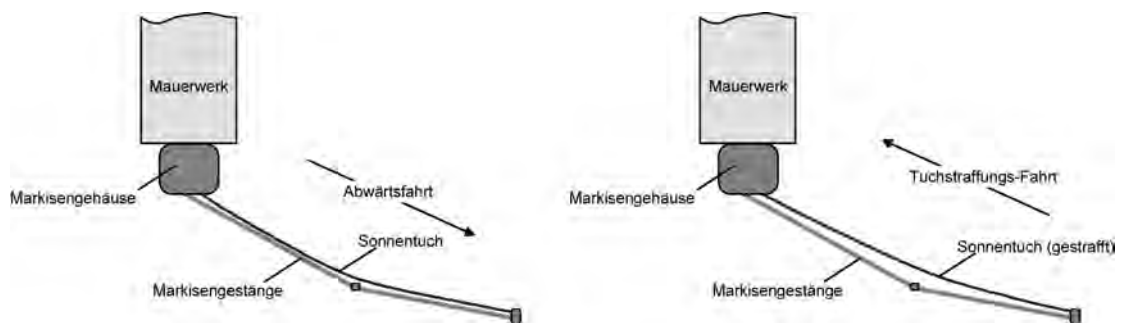 Mauerwerk
Markisengehäuse
Abwärtsfahrt
Sonnentuch
Markisengestänge
Mauerwerk
Markisengehäuse
Tuchstraffungs-Fahrt
Sonnentuch (gestrafft)
Markisengestänge